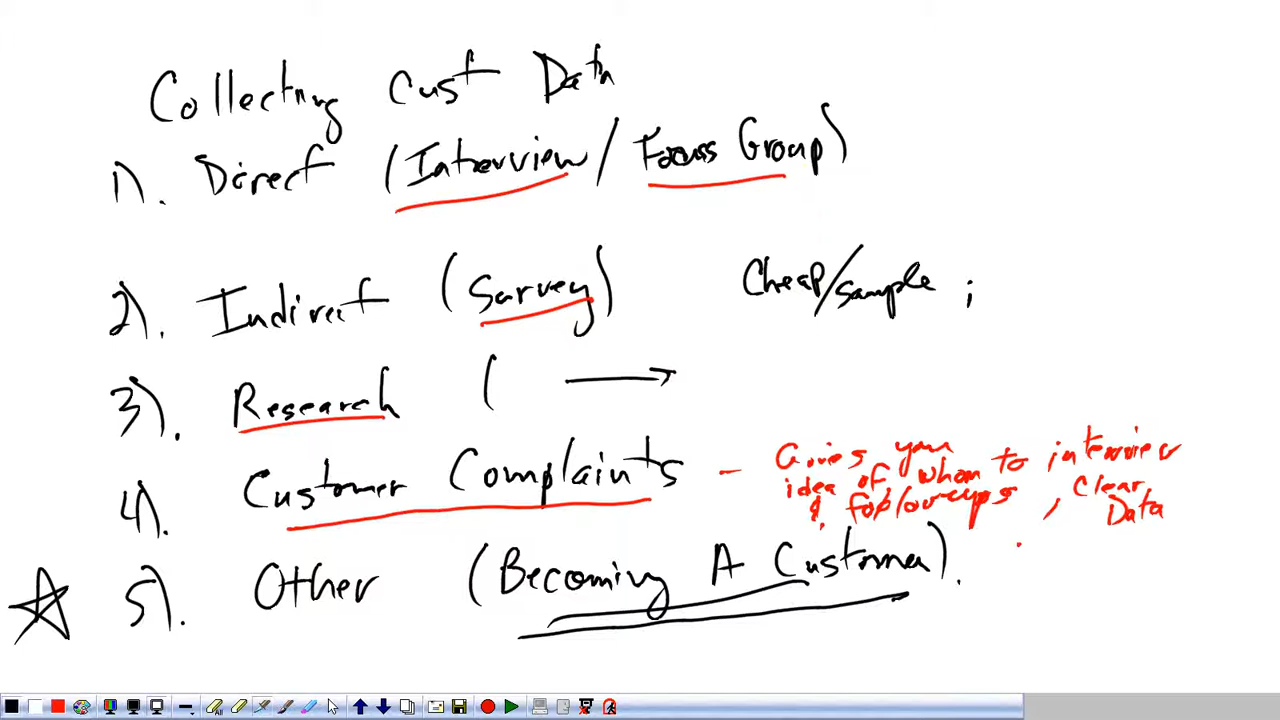 Collecting Cust Data
1). Direct (Interview / Focus Group)
2). Indirect (Survey) Cheap/sample ;
3). Research ( →
4). Customer Complaints – Gives you idea of whom to interview
& , Clear Data
5). Other (Becoming A Customer).